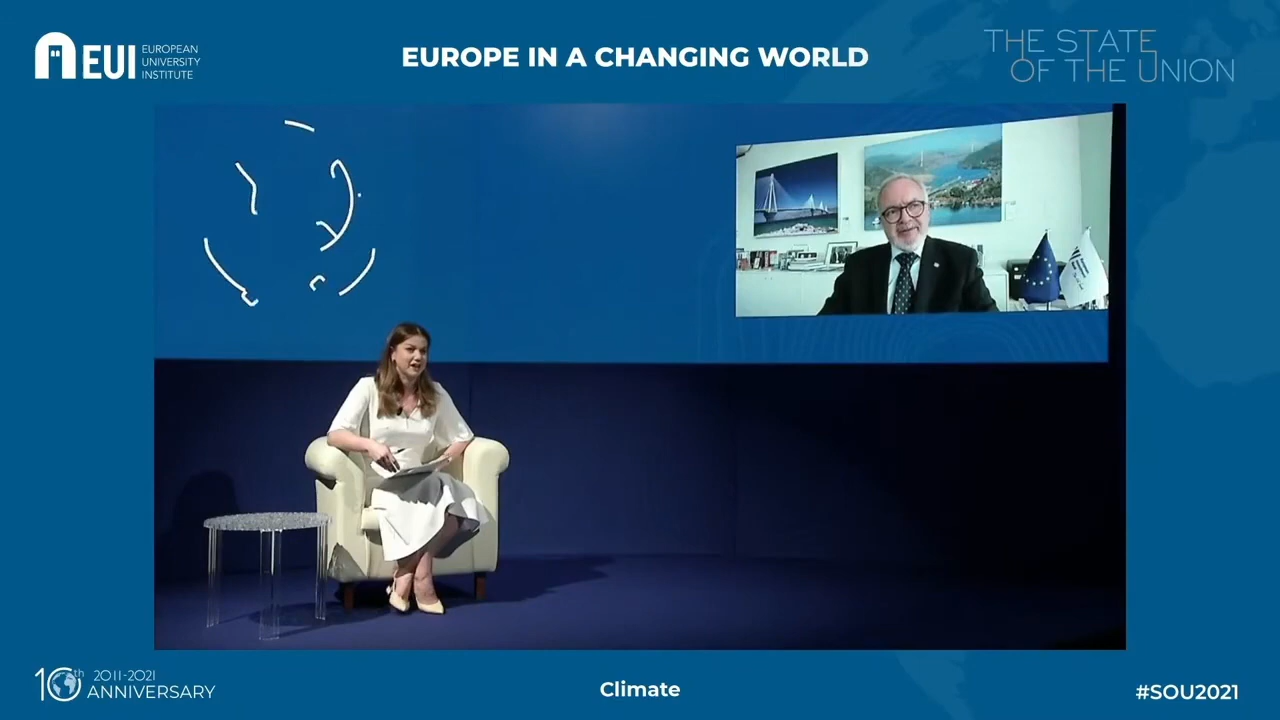 EUI
EUROPEAN
UNIVERSITY
INSTITUTE
EUROPE IN A CHANGING WORLD
THE STATE
OF THE UNION
10th
2011-2021
ANNIVERSARY
Climate
#SOU2021